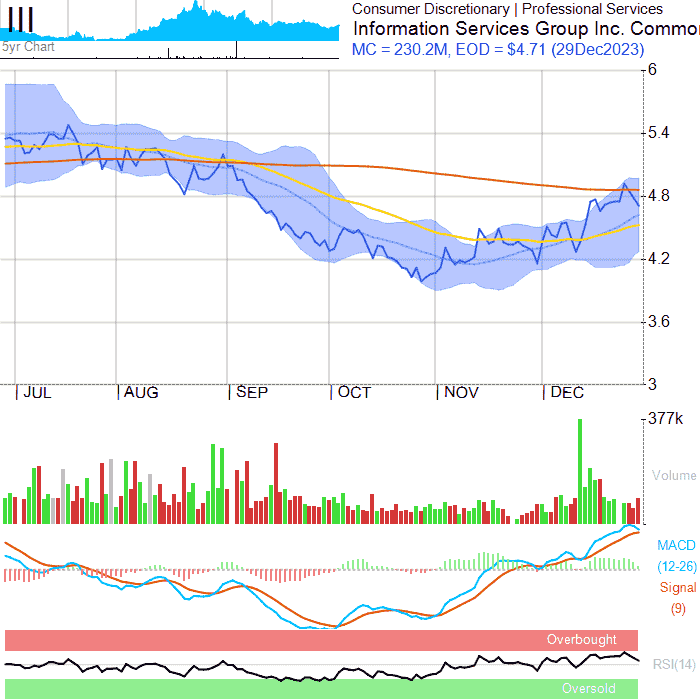 III
5yr Chart
Consumer Discretionary | Professional Services
Information Services Group Inc. Common
MC = 230.2M, EOD = $4.71 (29Dec2023)
6
5.4
4.8
4.2
3.6
3
JUL AUG SEP OCT NOV DEC
377k
Volume
MACD
(12-26)
Signal
(9)
Overbought
RSI(14)
Oversold